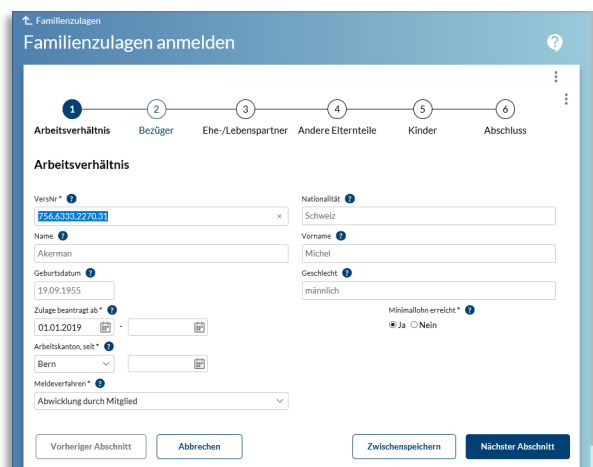 Familienzulagen
Familienzulagen anmelden
1 2 3 4 5 6
Arbeitsverhältnis Bezüger Ehe-/Lebenspartner Andere Elternteile Kinder Abschluss
Arbeitsverhältnis
VersNr * Nationalität
756.6333.2270.31 × Schweiz
Name Vorname
Akerman Michel
Geburtsdatum Geschlecht
19.09.1955 männlich
Zulage beantragt ab * Minimallohn erreicht *
01.01.2019 - Ja Nein
Arbeitskanton, seit *
Bern
Meldeverfahren *
Abwicklung durch Mitglied
Vorheriger Abschnitt Abbrechen Zwischenspeichern Nächster Abschnitt